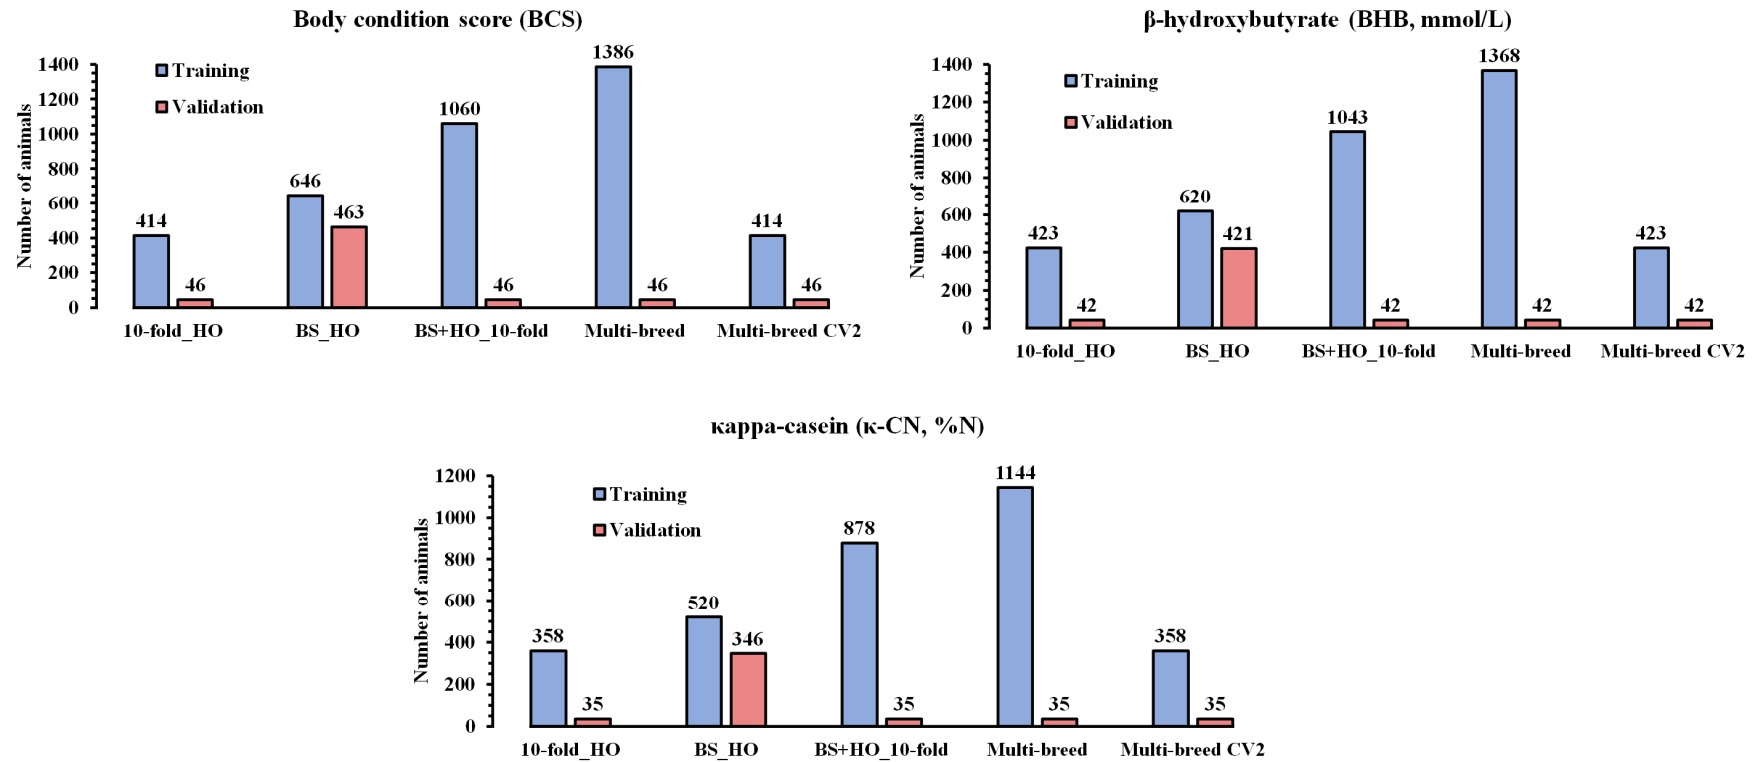 Body condition score (BCS)
Number of animals
1400
1200
1000
800
600
400
200
0
Training
Validation
414
46
646
463
1060
46
1386
46
414
46
10-fold_HO
BS_HO
BS+HO_10-fold
Multi-breed
Multi-breed CV2
β-hydroxybutyrate (BHB, mmol/L)
Number of animals
1400
1200
1000
800
600
400
200
0
Training
Validation
423
42
620
421
1043
42
1368
42
423
42
10-fold_HO
BS_HO
BS+HO_10-fold
Multi-breed
Multi-breed CV2
кappa-casein (κ-CN, %N)
Number of animals
1200
1000
800
600
400
200
0
Training
Validation
358
35
520
346
878
35
1144
35
358
35
10-fold_HO
BS_HO
BS+HO_10-fold
Multi-breed
Multi-breed CV2